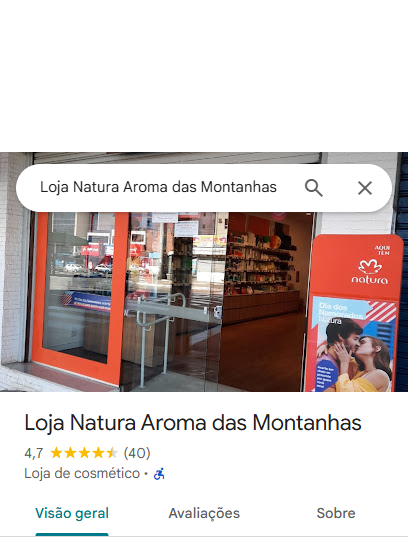 Loja Natura Aroma das Montanhas
AQUI
TEM
natura
Dia dos
Namorados
Natura
Loja Natura Aroma das Montanhas
4,7 (40)
Loja de cosmético ·
Visão geral Avaliações Sobre